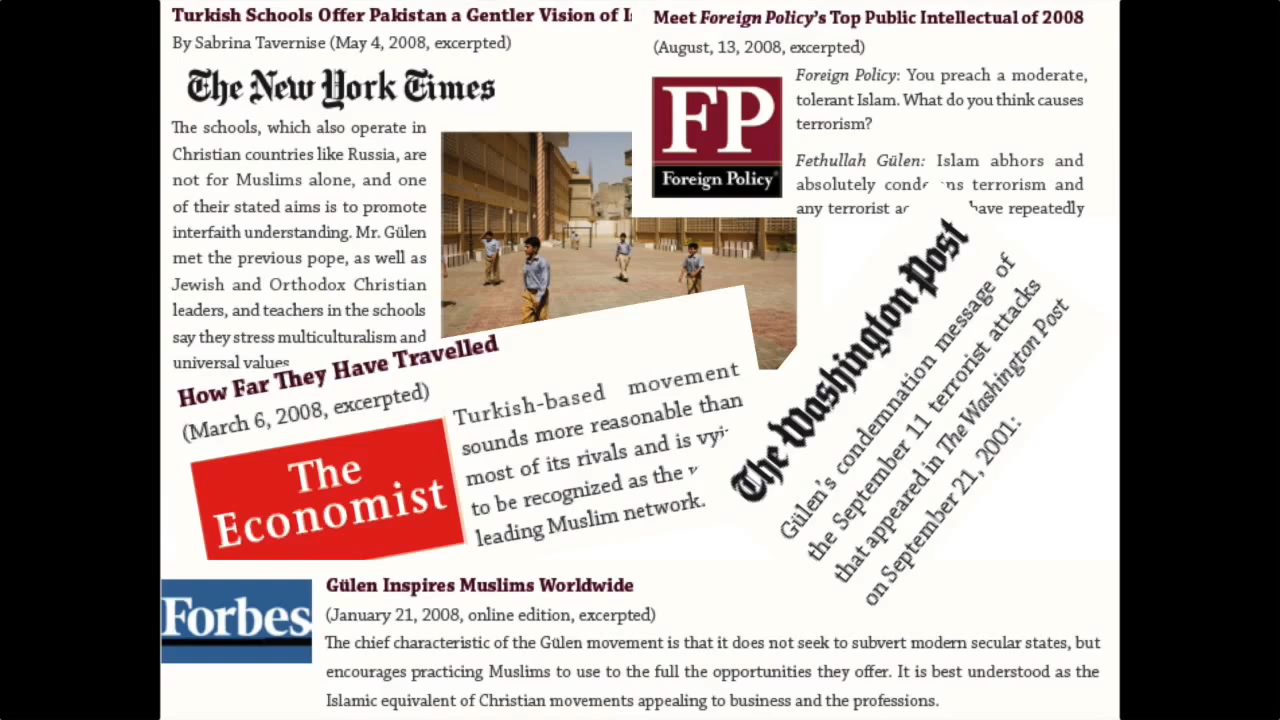 Turkish Schools Offer Pakistan a Gentler Vision of
By Sabrina Tavernise (May 4, 2008, excerpted)
The New York Times
The schools, which also operate in
Christian countries like Russia, are
not for Muslims alone, and one
of their stated aims is to promote
interfaith understanding. Mr. Gülen
met the previous pope, as well as
Jewish and Orthodox Christian
leaders, and teachers in the schools
say they stress multiculturalism and
universal values
Meet Foreign Policy's Top Public Intellectual of 2008
(August, 13, 2008, excerpted)
FP
Foreign Policy
Foreign Policy: You preach a moderate,
tolerant Islam. What do you think causes
terrorism?
Fethullah Gülen: Islam abhors and
absolutely terrorism and
any terrorist have repeatedly
How Far They Have Travelled
(March 6, 2008, excerpted)
The
Economist
Turkish-based movement
sounds more reasonable than
most of its rivals and is
to be recognized as the
leading Muslim network.
The Washington Post
Gülen's condemnation message of
the September 11 terrorist attacks
that appeared in The Washington Post
on September 21, 2001:
Forbes
Gülen Inspires Muslims Worldwide
(January 21, 2008, online edition, excerpted)
The chief characteristic of the Gülen movement is that it does not seek to subvert modern secular states, but
encourages practicing Muslims to use to the full the opportunities they offer. It is best understood as the
Islamic equivalent of Christian movements appealing to business and the professions.